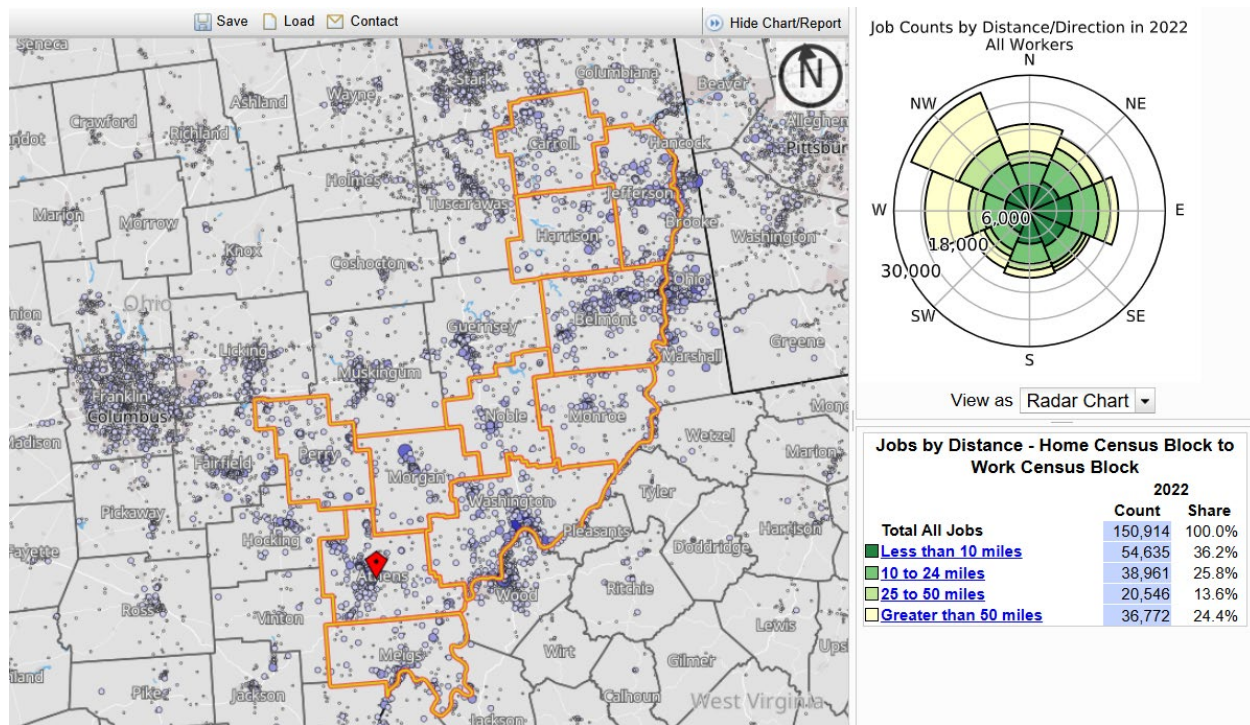 Save Load Contact
Hide Chart/Report
Seneca
Columbiana
Beaver
Stark
Wayne
Ashland
Crawford
Richland
Carroll
Hancock
Jefferson
Holmes
Tuscarawas
Brooke
Washington
Marion
Morrow
Knox
Harrison
Coshocton
Ohio
Ohio
Belmont
Guernsey
Greene
Licking
Marshall
Muskingum
Franklin
Columbus
Noble
Monroe
Perry
Wetzel
Marion
Fairfield
Morgan
Washington
Tyler
Pickaway
Pleasants
Harrison
Hocking
Doddridge
Athens
Wood
Ritchie
Ross
Vinton
Lewis
Meigs
Wirt
Gilmer
Pike
Jackson
Calhoun
West Virginia
Jackson
N
Job Counts by Distance/Direction in 2022
All Workers
N
NW NE
W E
6,000
18,000
30,000
SW SE
S
View as Radar Chart
Jobs by Distance - Home Census Block to
Work Census Block
2022
Count Share
Total All Jobs 150,914 100.0%
Less than 10 miles 54,635 36.2%
10 to 24 miles 38,961 25.8%
25 to 50 miles 20,546 13.6%
Greater than 50 miles 36,772 24.4%